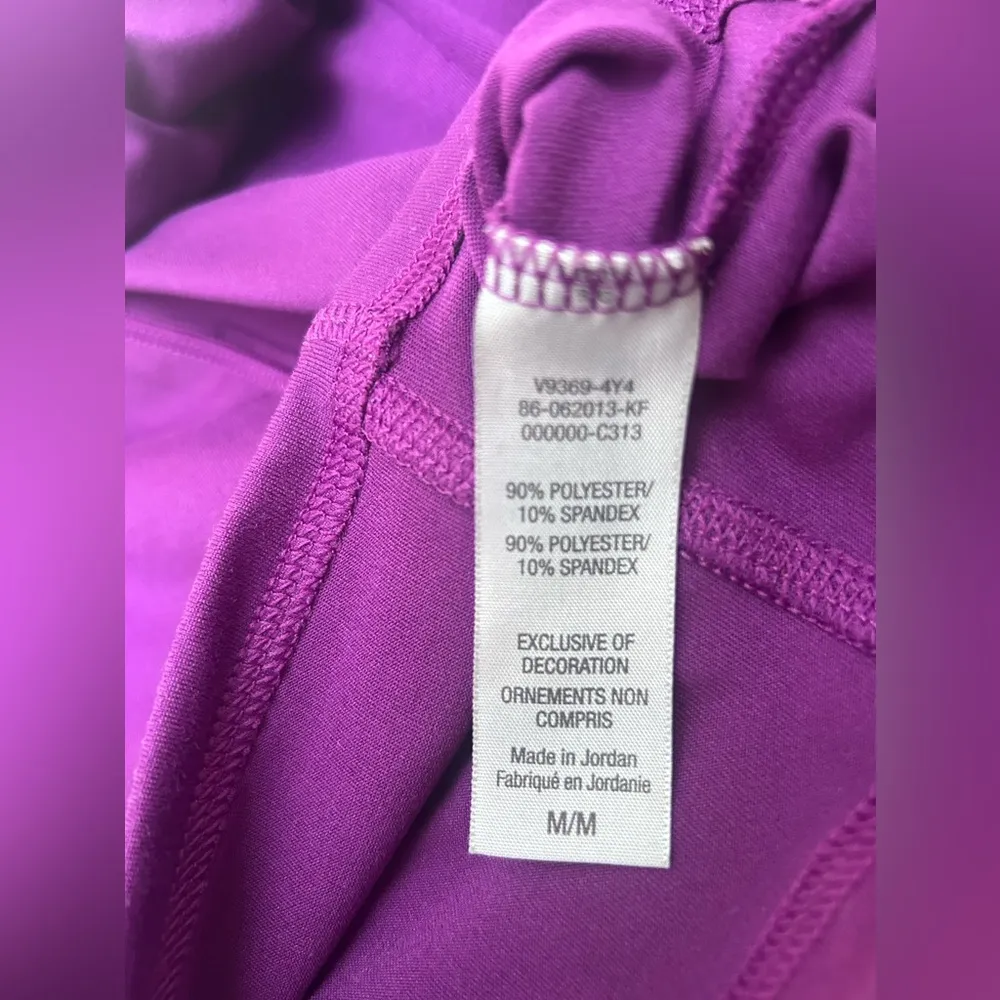 V9369-4Y4
86-062013-KF
000000-C313
90% POLYESTER/
10% SPANDEX
90% POLYESTER/
10% SPANDEX
EXCLUSIVE OF
DECORATION
ORNEMENTS NON
COMPRIS
Made in Jordan
Fabriqué en Jordanie
M/M